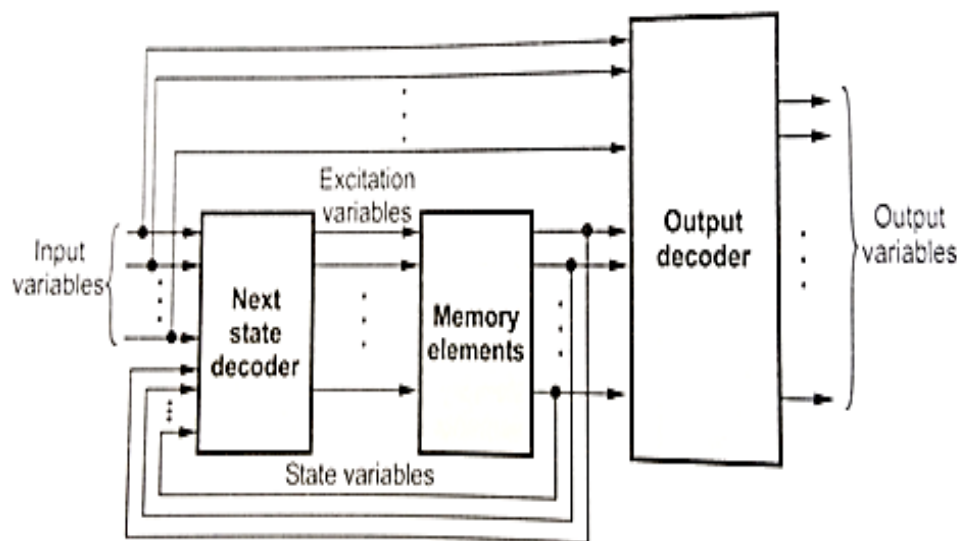 Excitation
variables
Input
variables
Next
state
decoder
Memory
elements
Output
decoder
Output
variables
State variables